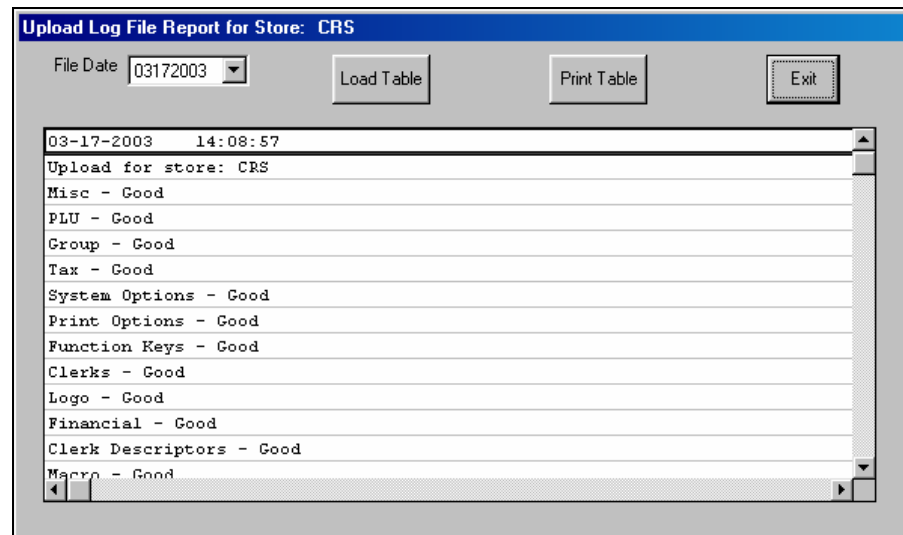 Upload Log File Report for Store: CRS
File Date 03172003 Load Table Print Table Exit
03-17-2003 14:08:57
Upload for store: CRS
Misc - Good
PLU - Good
Group - Good
Tax - Good
System Options - Good
Print Options - Good
Function Keys - Good
Clerks - Good
Logo - Good
Financial - Good
Clerk Descriptors - Good
Macro - Good